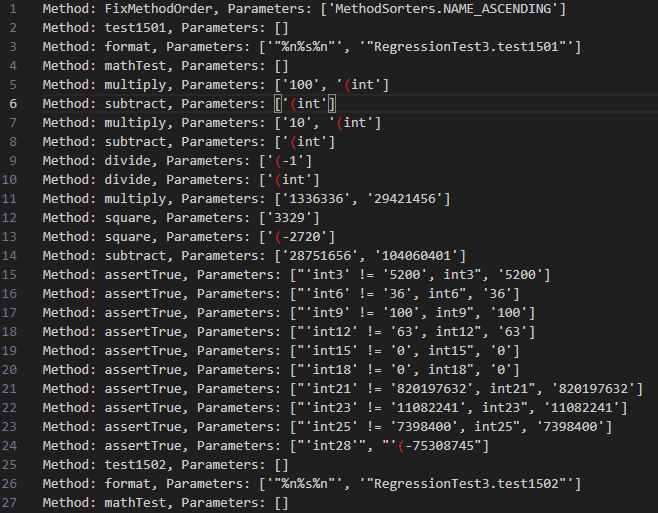 1 Method: FixMethodOrder, Parameters: ['MethodSorters.NAME_ASCENDING']
2 Method: test1501, Parameters: []
3 Method: format, Parameters: ['"%n%s%n"', '"RegressionTest3.test1501"']
4 Method: mathTest, Parameters: []
5 Method: multiply, Parameters: ['100', '(int']
6 Method: subtract, Parameters: ['(int']
7 Method: multiply, Parameters: ['10', '(int']
8 Method: subtract, Parameters: ['(int']
9 Method: divide, Parameters: ['(-1']
10 Method: divide, Parameters: ['(int']
11 Method: multiply, Parameters: ['1336336', '29421456']
12 Method: square, Parameters: ['3329']
13 Method: square, Parameters: ['(-2720']
14 Method: subtract, Parameters: ['28751656', '104060401']
15 Method: assertTrue, Parameters: ["'int3' != '5200', int3", '5200']
16 Method: assertTrue, Parameters: ["'int6' != '36', int6", '36']
17 Method: assertTrue, Parameters: ["'int9' != '100', int9", '100']
18 Method: assertTrue, Parameters: ["'int12' != '63', int12", '63']
19 Method: assertTrue, Parameters: ["'int15' != '0', int15", '0']
20 Method: assertTrue, Parameters: ["'int18' != '0', int18", '0']
21 Method: assertTrue, Parameters: ["'int21' != '820197632', int21", '820197632']
22 Method: assertTrue, Parameters: ["'int23' != '11082241', int23", '11082241']
23 Method: assertTrue, Parameters: ["'int25' != '7398400', int25", '7398400']
24 Method: assertTrue, Parameters: ["'int28'", "'(-75308745"]
25 Method: test1502, Parameters: []
26 Method: format, Parameters: ['"%n%s%n"', '"RegressionTest3.test1502"']
27 Method: mathTest, Parameters: []